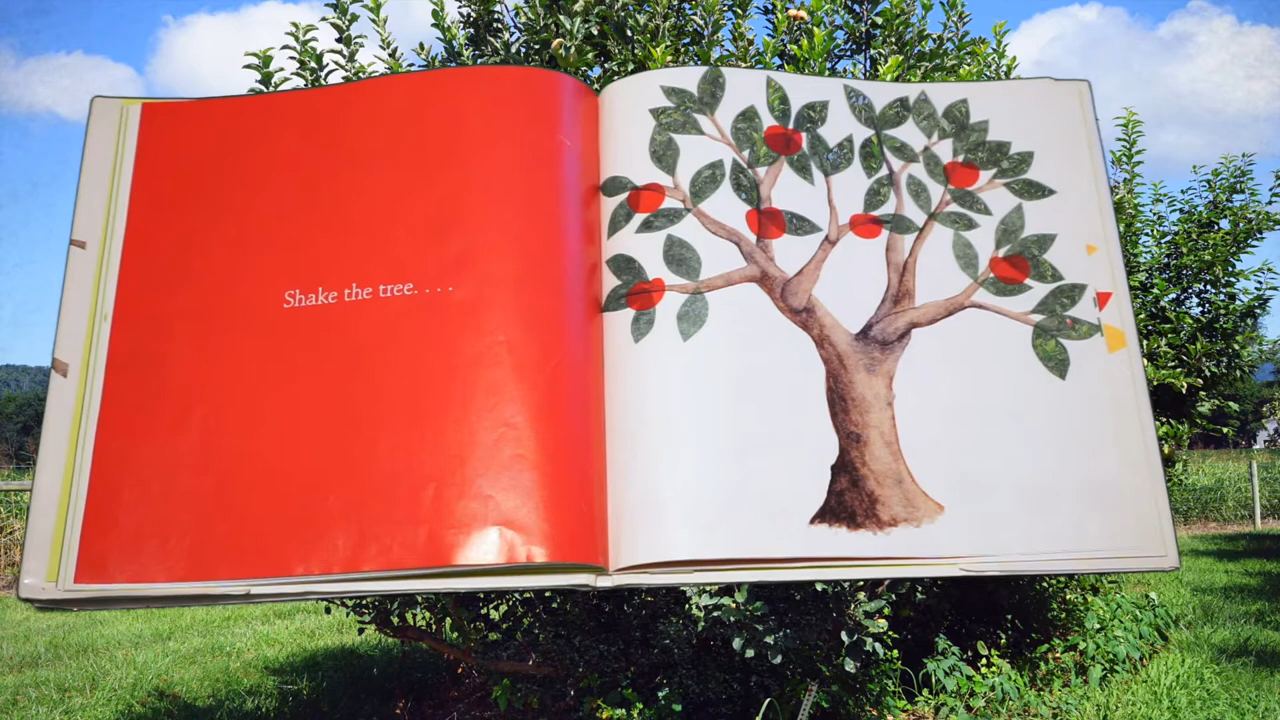 Shake the tree. . . .